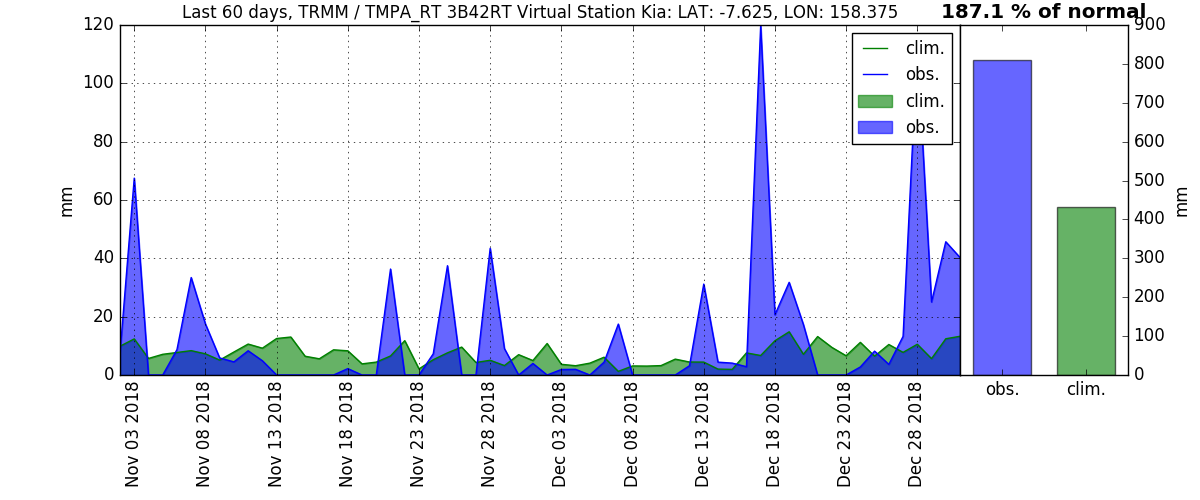 Last 60 days, TRMM / TMPA_RT 3B42RT Virtual Station Kia: LAT: -7.625, LON: 158.375
187.1 % of normal
120
100
80
60
40
20
0
mm
clim.
obs.
clim.
obs.
900
800
700
600
500
400
300
200
100
0
mm
Nov 03 2018
Nov 08 2018
Nov 13 2018
Nov 18 2018
Nov 23 2018
Nov 28 2018
Dec 03 2018
Dec 08 2018
Dec 13 2018
Dec 18 2018
Dec 23 2018
Dec 28 2018
obs.
clim.